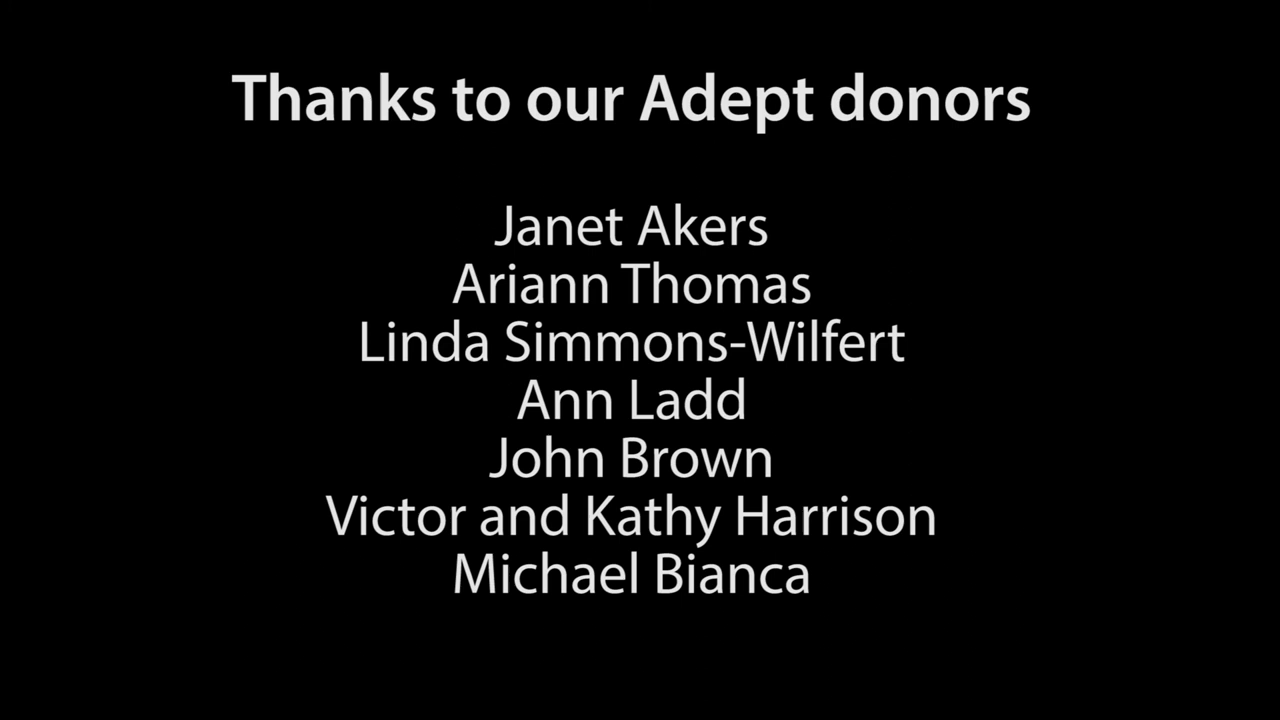 Thanks to our Adept donors
Janet Akers
Ariann Thomas
Linda Simmons-Wilfert
Ann Ladd
John Brown
Victor and Kathy Harrison
Michael Bianca